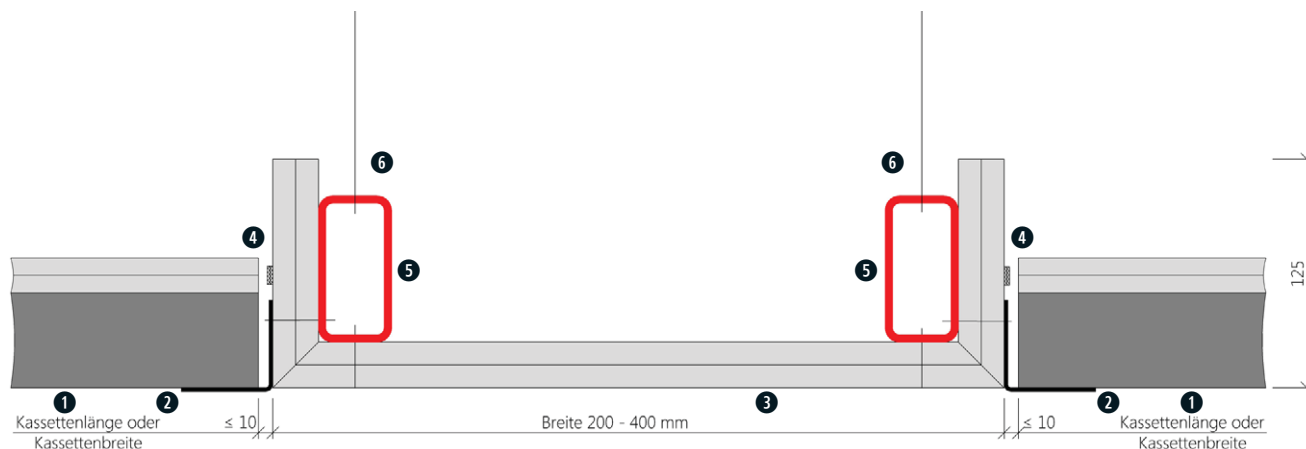 6 6
4 4
5 5
125
1 2 3 2 1
Kassettenlänge oder ≤ 10 Breite 200 - 400 mm ≤ 10 Kassettenlänge oder
Kassettenbreite Kassettenbreite